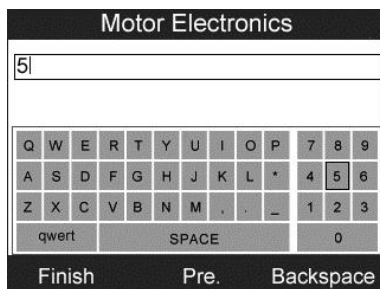 Motor Electronics
5
Q W E R T Y U I O P 7 8 9
A S D F G H J K L * 4 5 6
Z X C V B N M , . _ 1 2 3
qwert SPACE 0
Finish Pre. Backspace